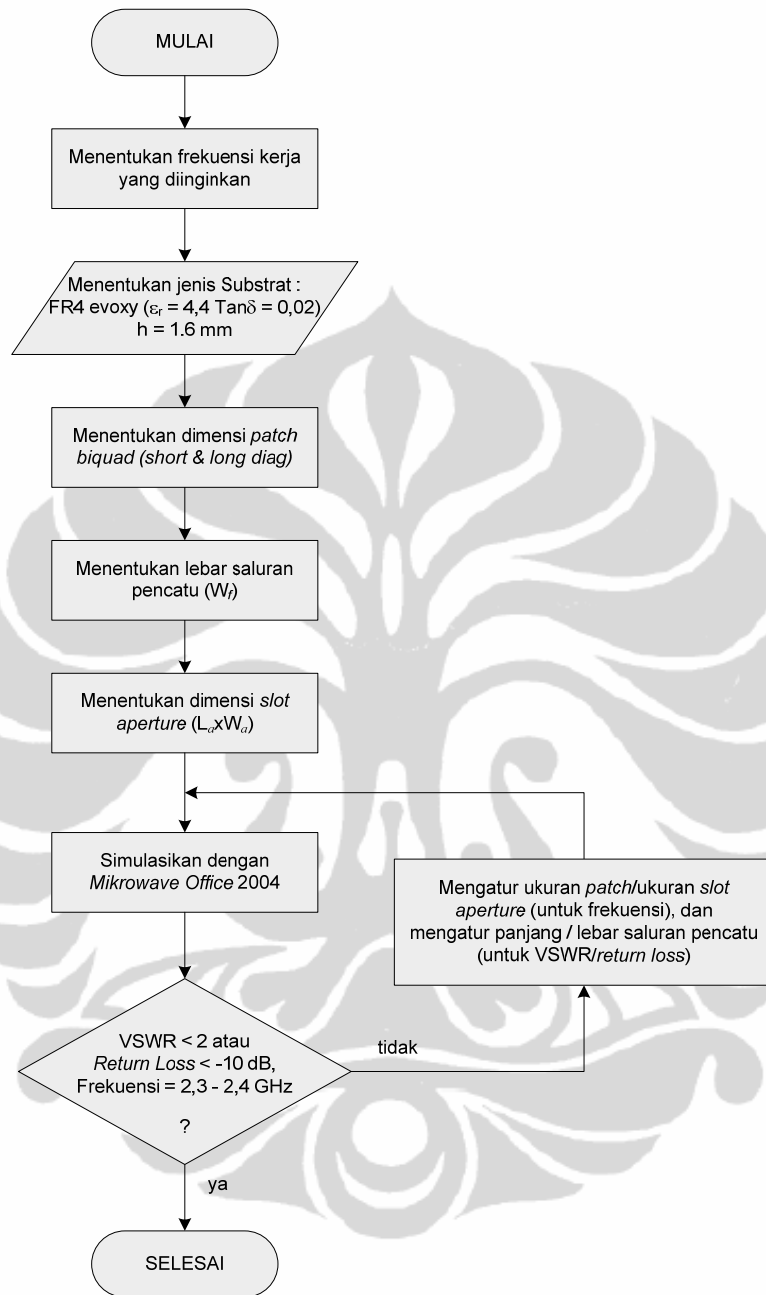 MULAI
Menentukan frekuensi kerja
yang diinginkan
Menentukan jenis Substrat :
FR4 evoxy (εr = 4,4 Tanδ = 0,02)
h = 1.6 mm
Menentukan dimensi patch
biquad (short & long diag)
Menentukan lebar saluran
pencatu (Wf)
Menentukan dimensi slot
aperture (LaxWa)
Simulasikan dengan
Mikrowave Office 2004
Mengatur ukuran patch/ukuran slot
aperture (untuk frekuensi), dan
mengatur panjang / lebar saluran pencatu
(untuk VSWR/return loss)
VSWR < 2 atau
Return Loss < -10 dB,
Frekuensi = 2,3 - 2,4 GHz
?
tidak
ya
SELESAI